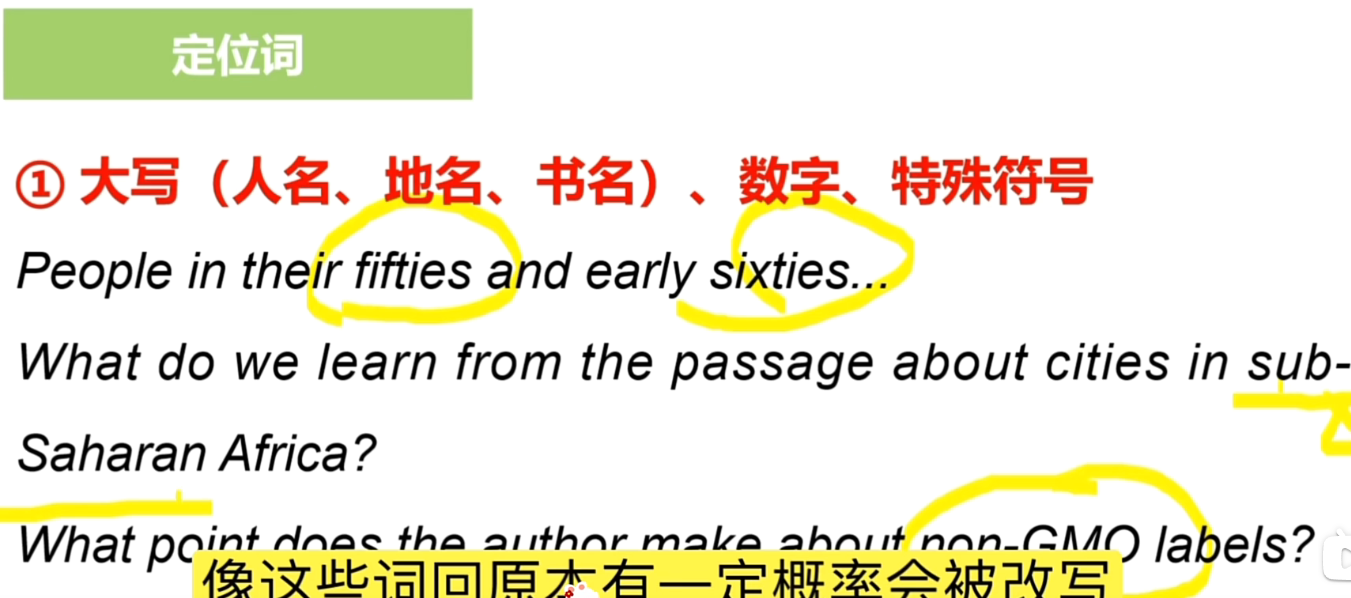 定位词
① 大写（人名、地名、书名）、数字、特殊符号
People in their fifties and early sixties...
What do we learn from the passage about cities in sub-
Saharan Africa?
What point does the author make about non-GMO labels?
像这些词回原本有一定概率会被改写